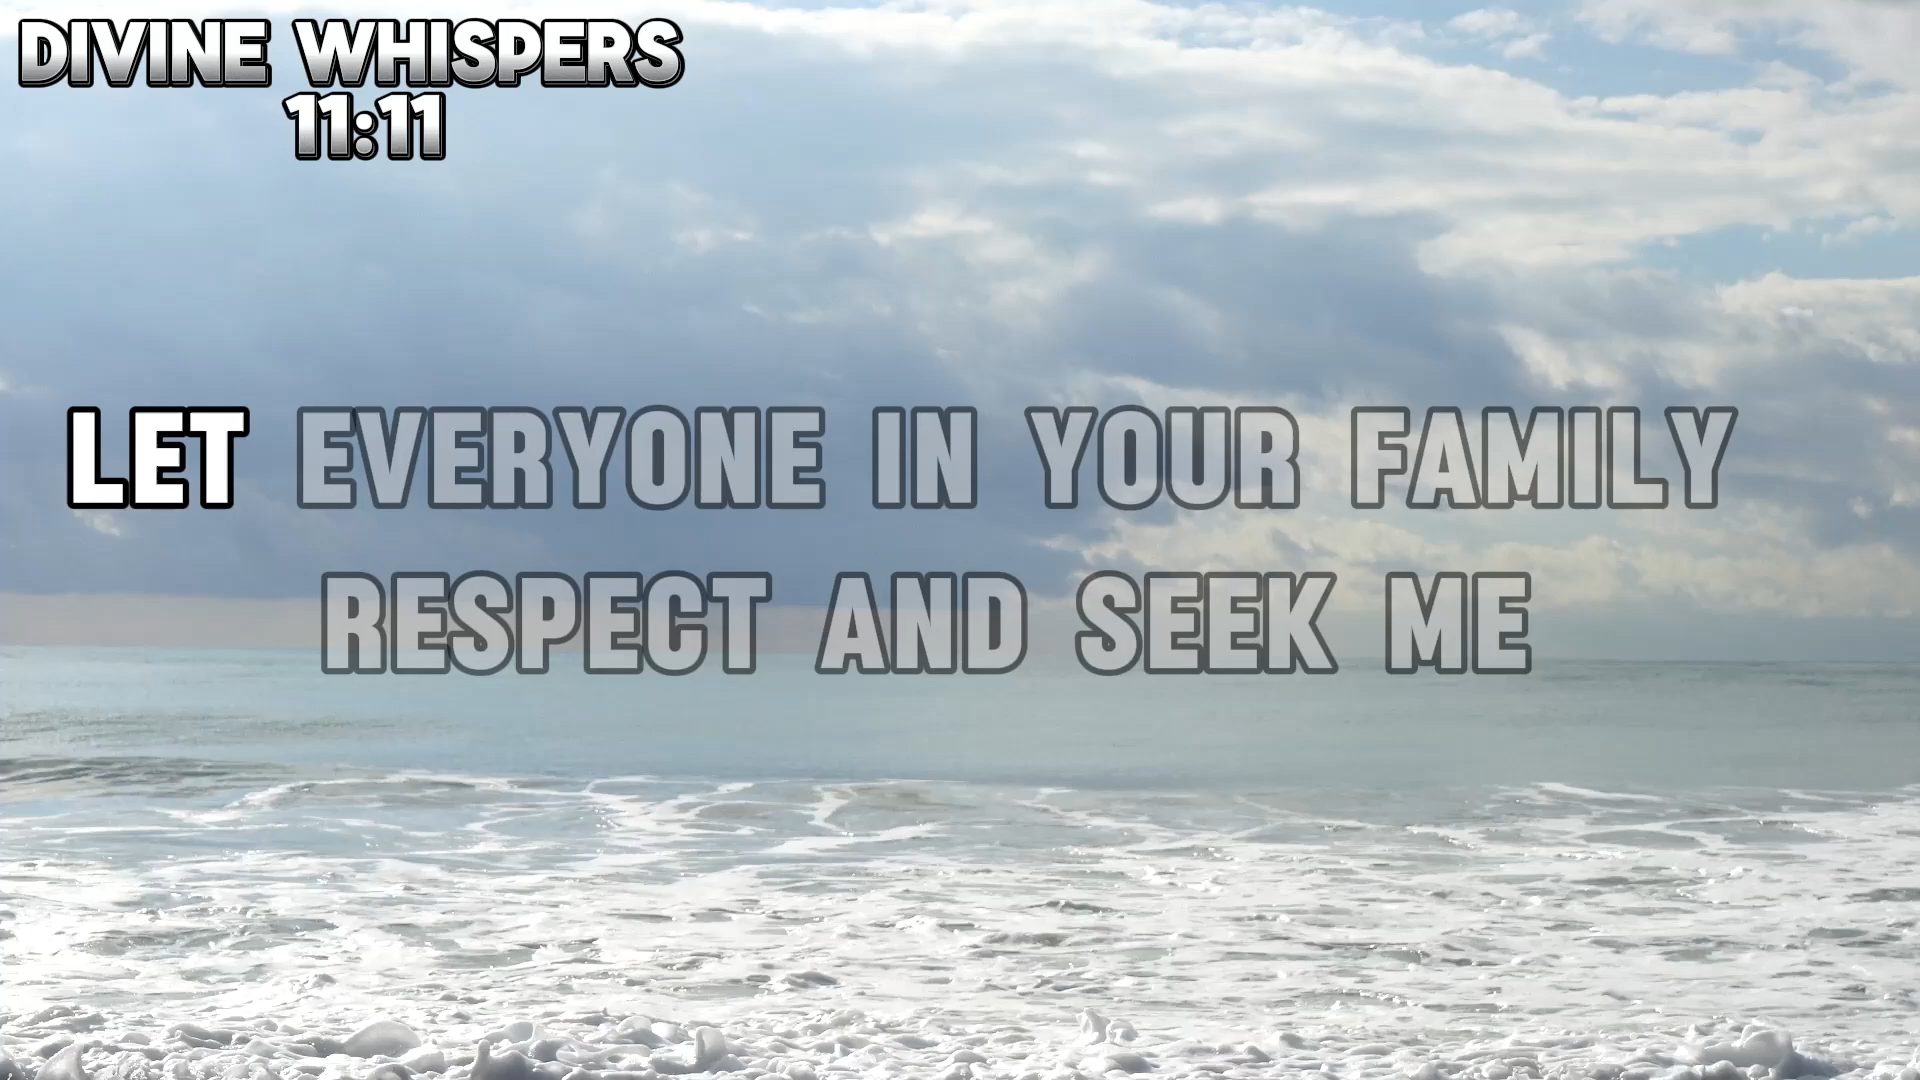 DIVINE WHISPERS
11:11
LET EVERYONE IN YOUR FAMILY
RESPECT AND SEEK ME